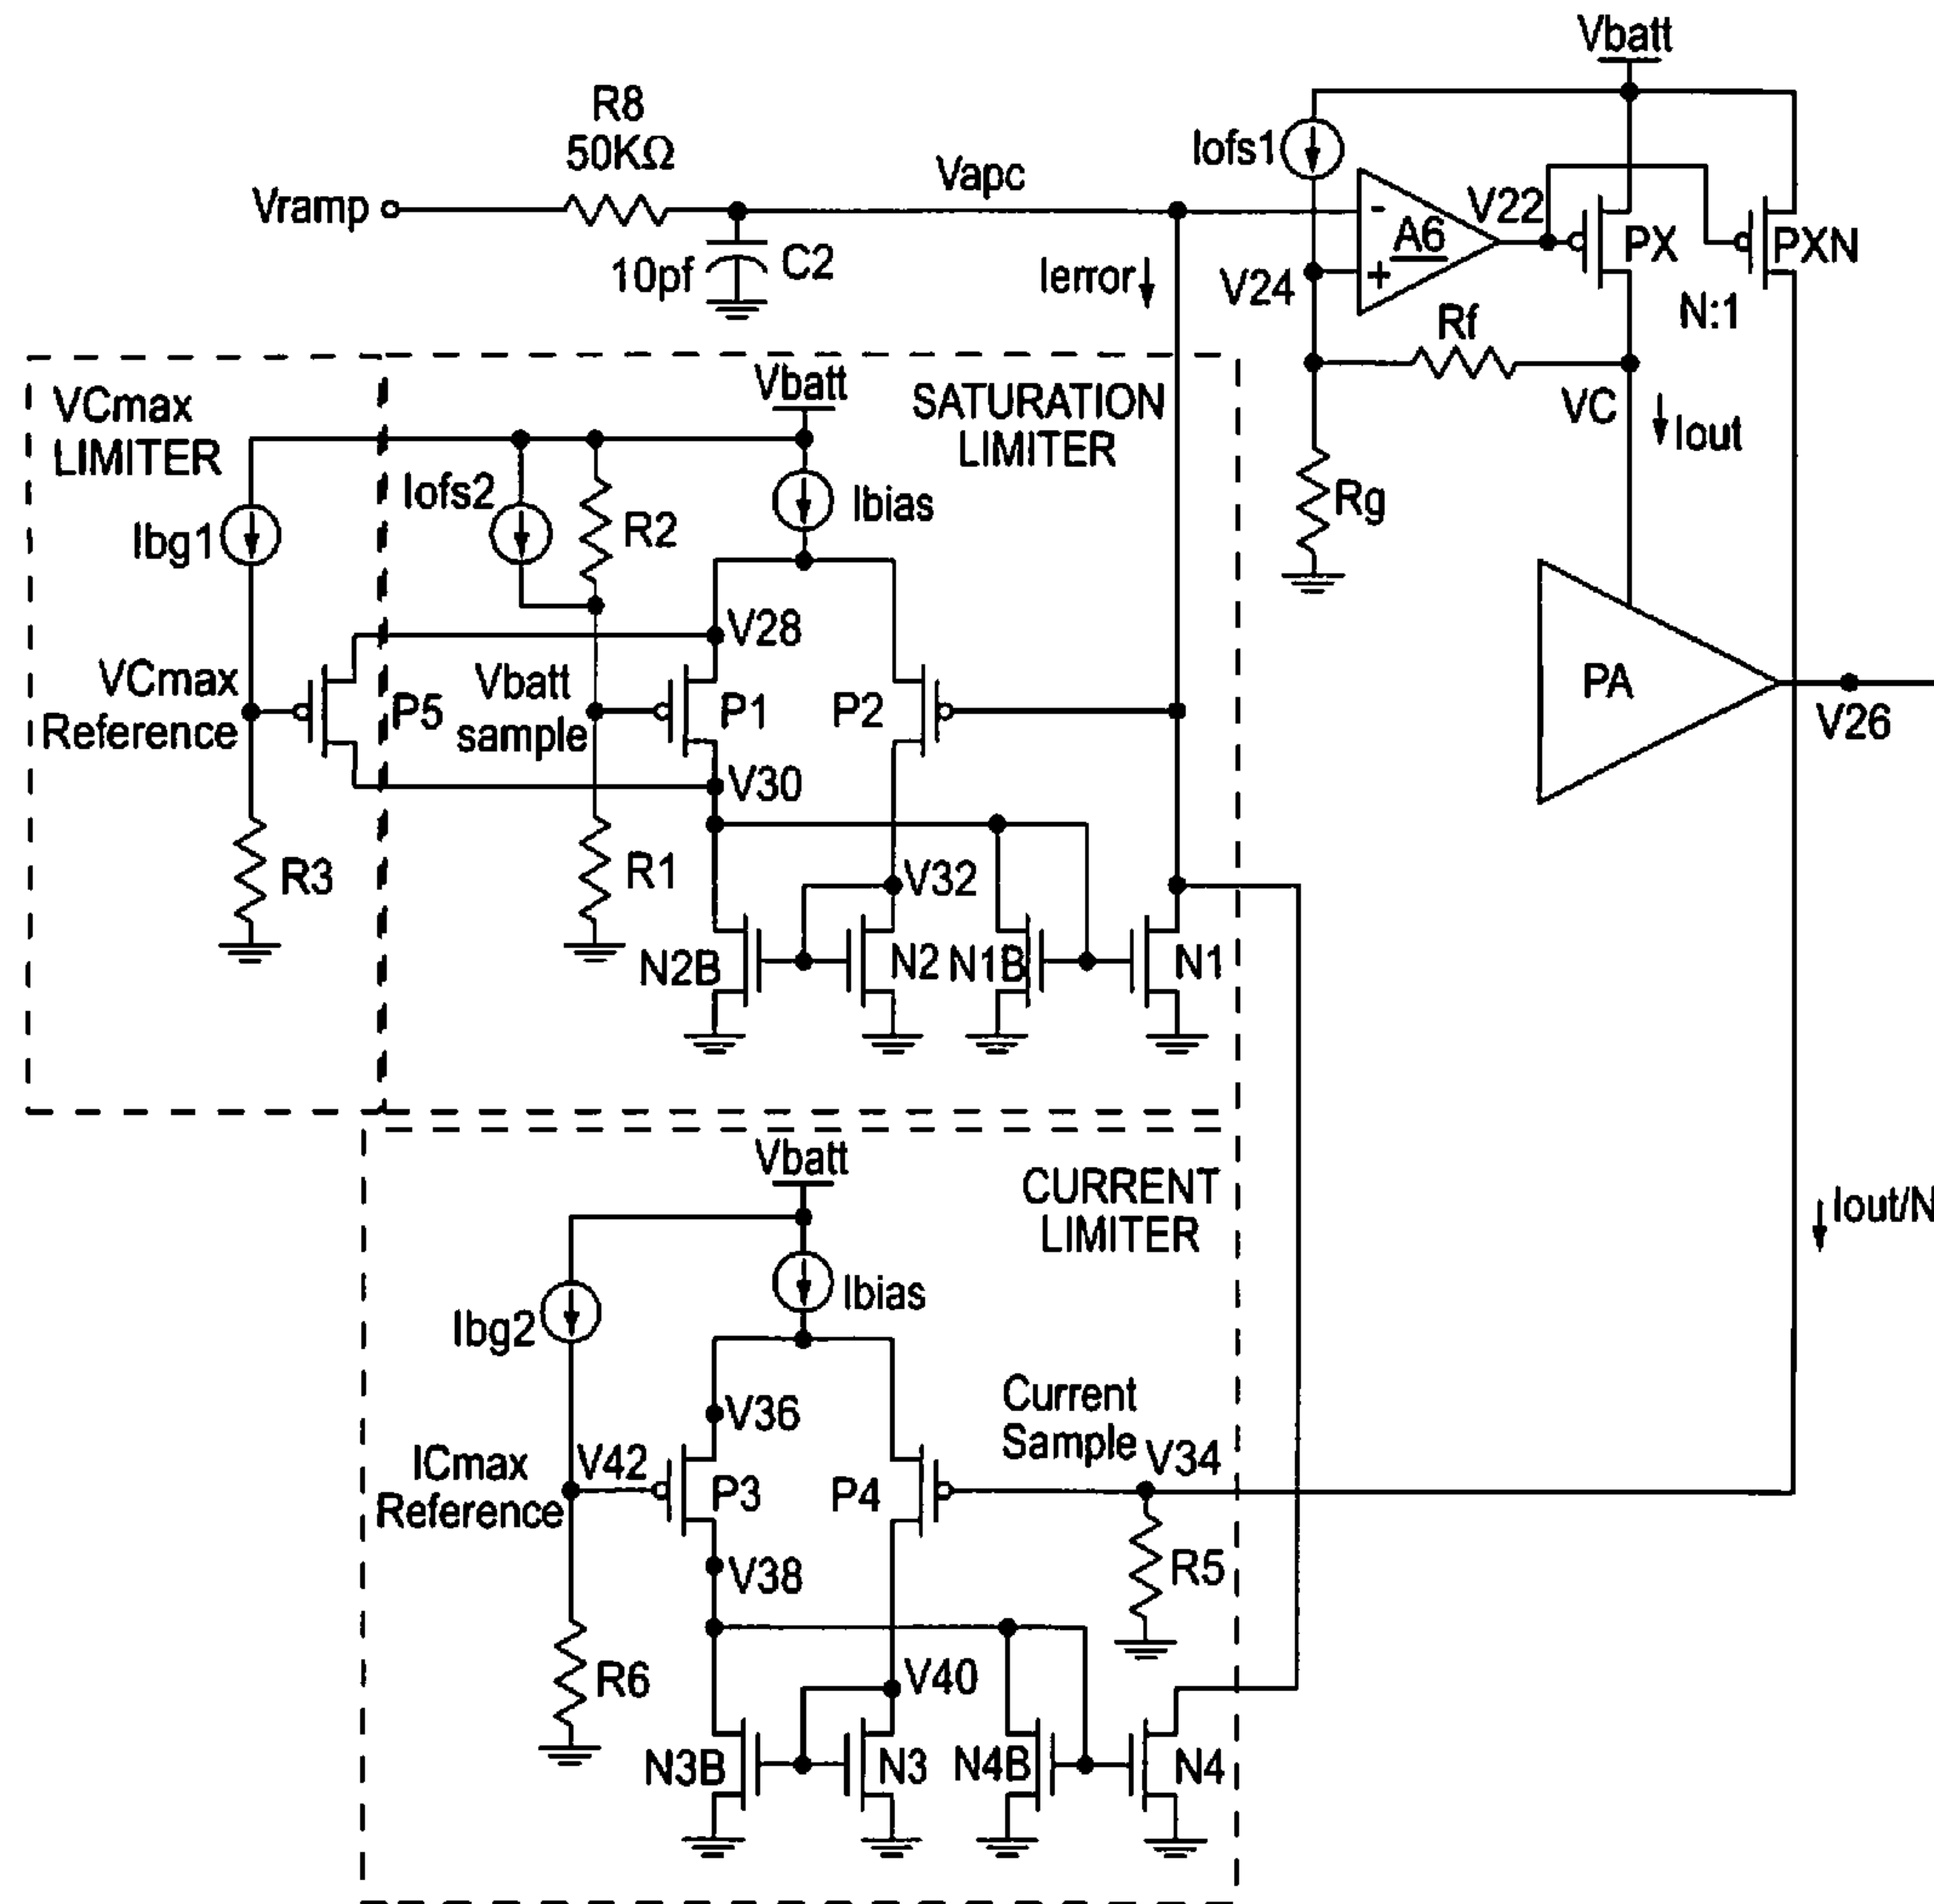 Vbatt
R8
50KΩ
Iofs1
Vapc
Vramp
V22
- A6
PX
PXN
10pf
C2
Ierror
V24
+
N:1
Rf
VCmax
LIMITER
Vbatt
SATURATION
LIMITER
VC
Iout
Iofs2
R2
Ibias
Rg
Ibg1
V28
VCmax
Reference
P5
Vbatt
sample
P1
P2
PA
V26
V30
R3
R1
V32
N2B
N2
N1B
N1
Vbatt
CURRENT
LIMITER
Iout/N
Ibg2
Ibias
Current
Sample
V36
ICmax
Reference
V42
P3
P4
V34
V38
R5
R6
V40
N3B
N3
N4B
N4